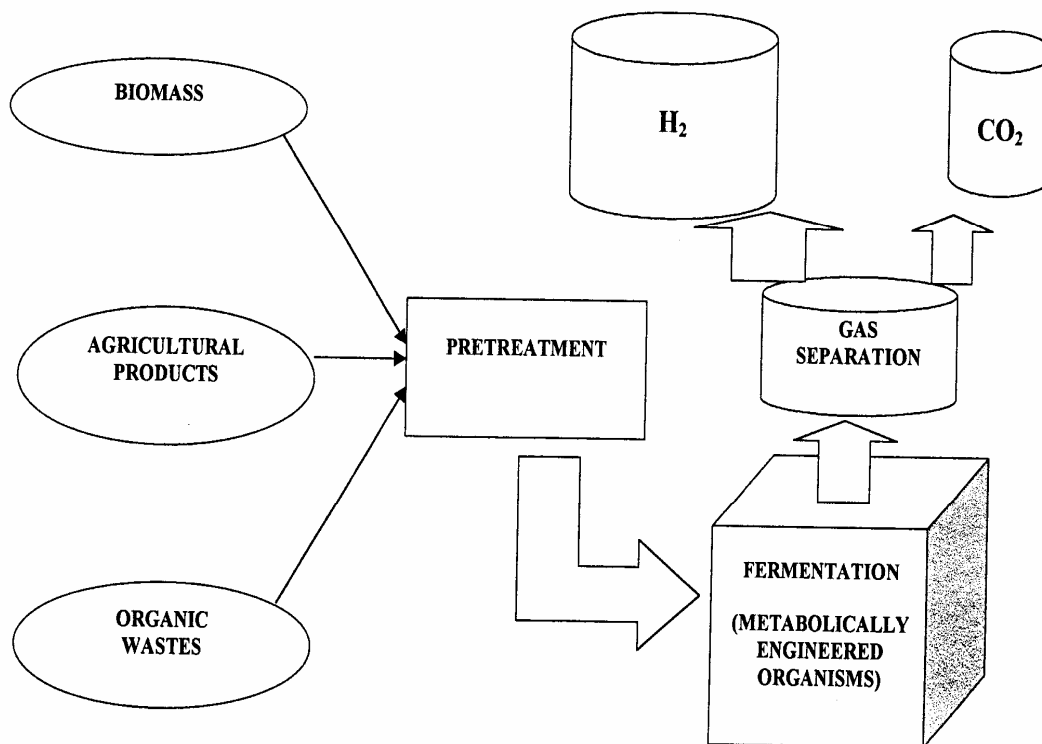 BIOMASS
AGRICULTURAL
PRODUCTS
ORGANIC
WASTES
PRETREATMENT
H₂
CO₂
GAS
SEPARATION
FERMENTATION
(METABOLICALLY
ENGINEERED
ORGANISMS)